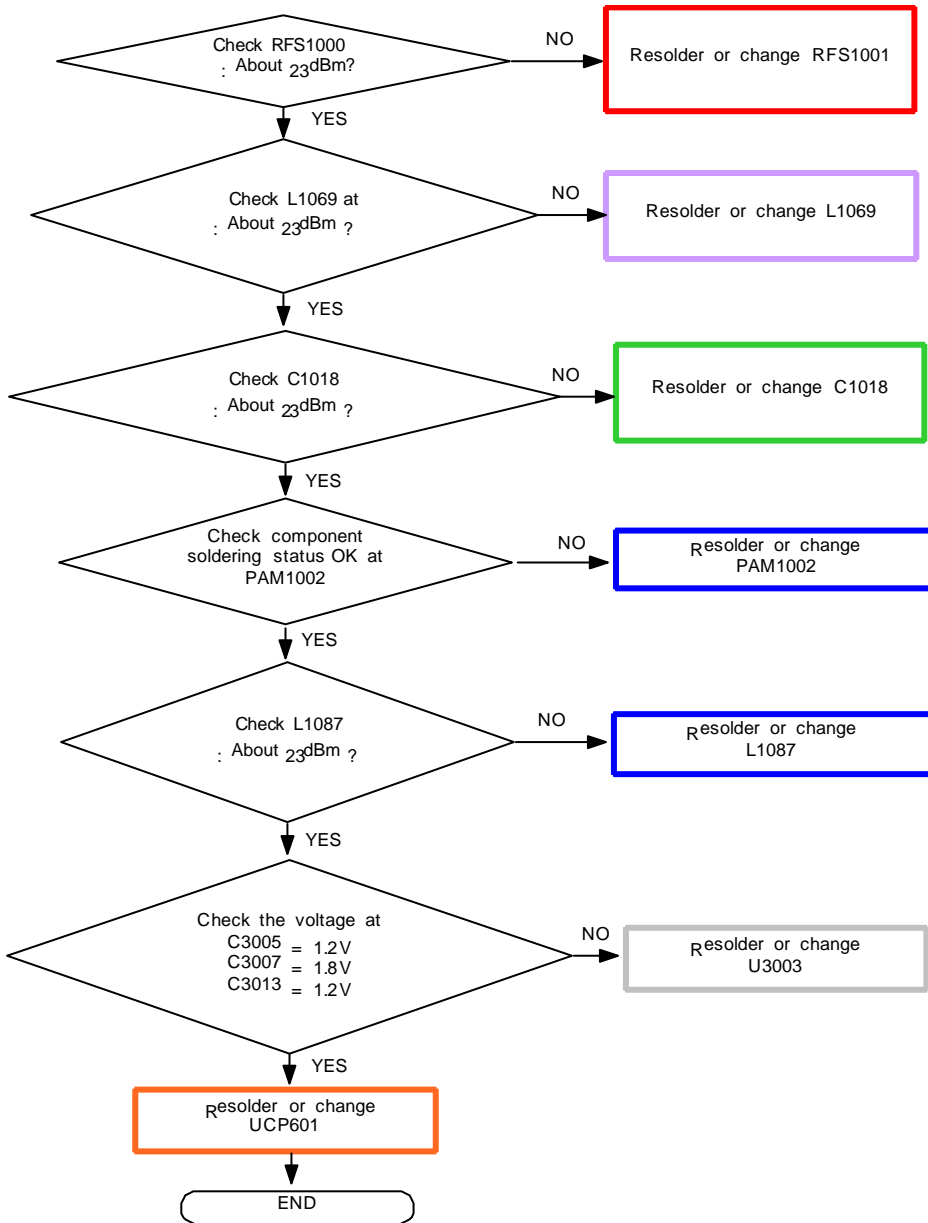 Check RFS1000
: About 23dBm?
NO
Resolder or change RFS1001
YES
Check L1069 at
: About 23dBm ?
NO
Resolder or change L1069
YES
Check C1018
: About 23dBm ?
NO
Resolder or change C1018
YES
Check component
soldering status OK at
PAM1002
NO
Resolder or change
PAM1002
YES
Check L1087
: About 23dBm ?
NO
Resolder or change
L1087
YES
Check the voltage at
C3005 = 1.2V
C3007 = 1.8V
C3013 = 1.2V
NO
Resolder or change
U3003
YES
Resolder or change
UCP601
END